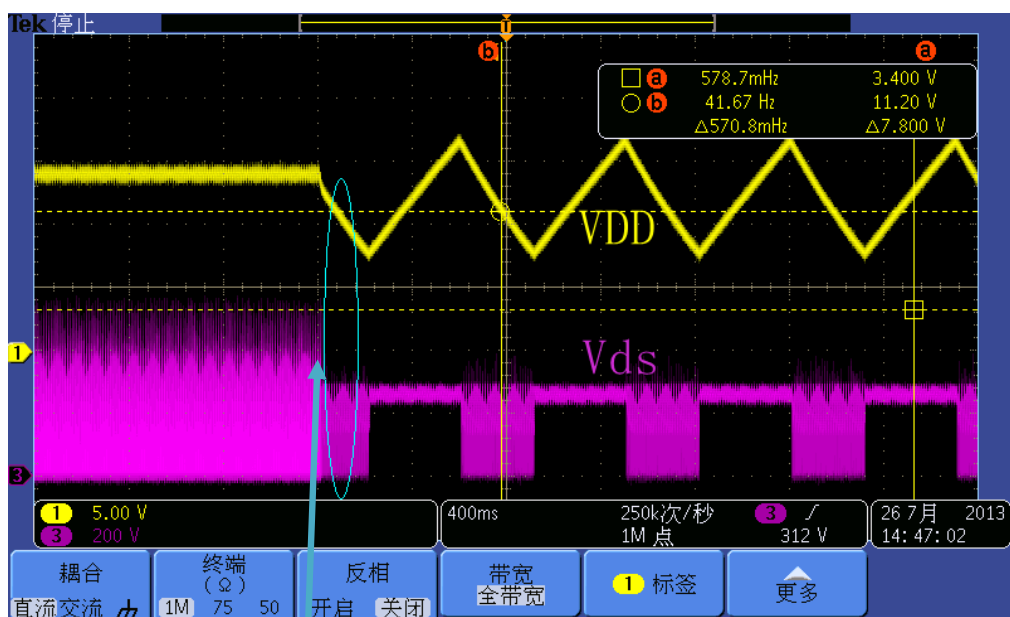 Tek 停止
T
b
a
a 578.7mHz 3.400 V
b 41.67 Hz 11.20 V
△570.8mHz △7.800 V
VDD
1
Vds
3
1 5.00 V
3 200 V
400ms
250k次/秒
1M 点
3 312 V
26 7月 2013
14:47:02
耦合
直流 交流
终端
(Ω)
1M 75 50
反相
开启 关闭
带宽
全带宽
1 标签
更多